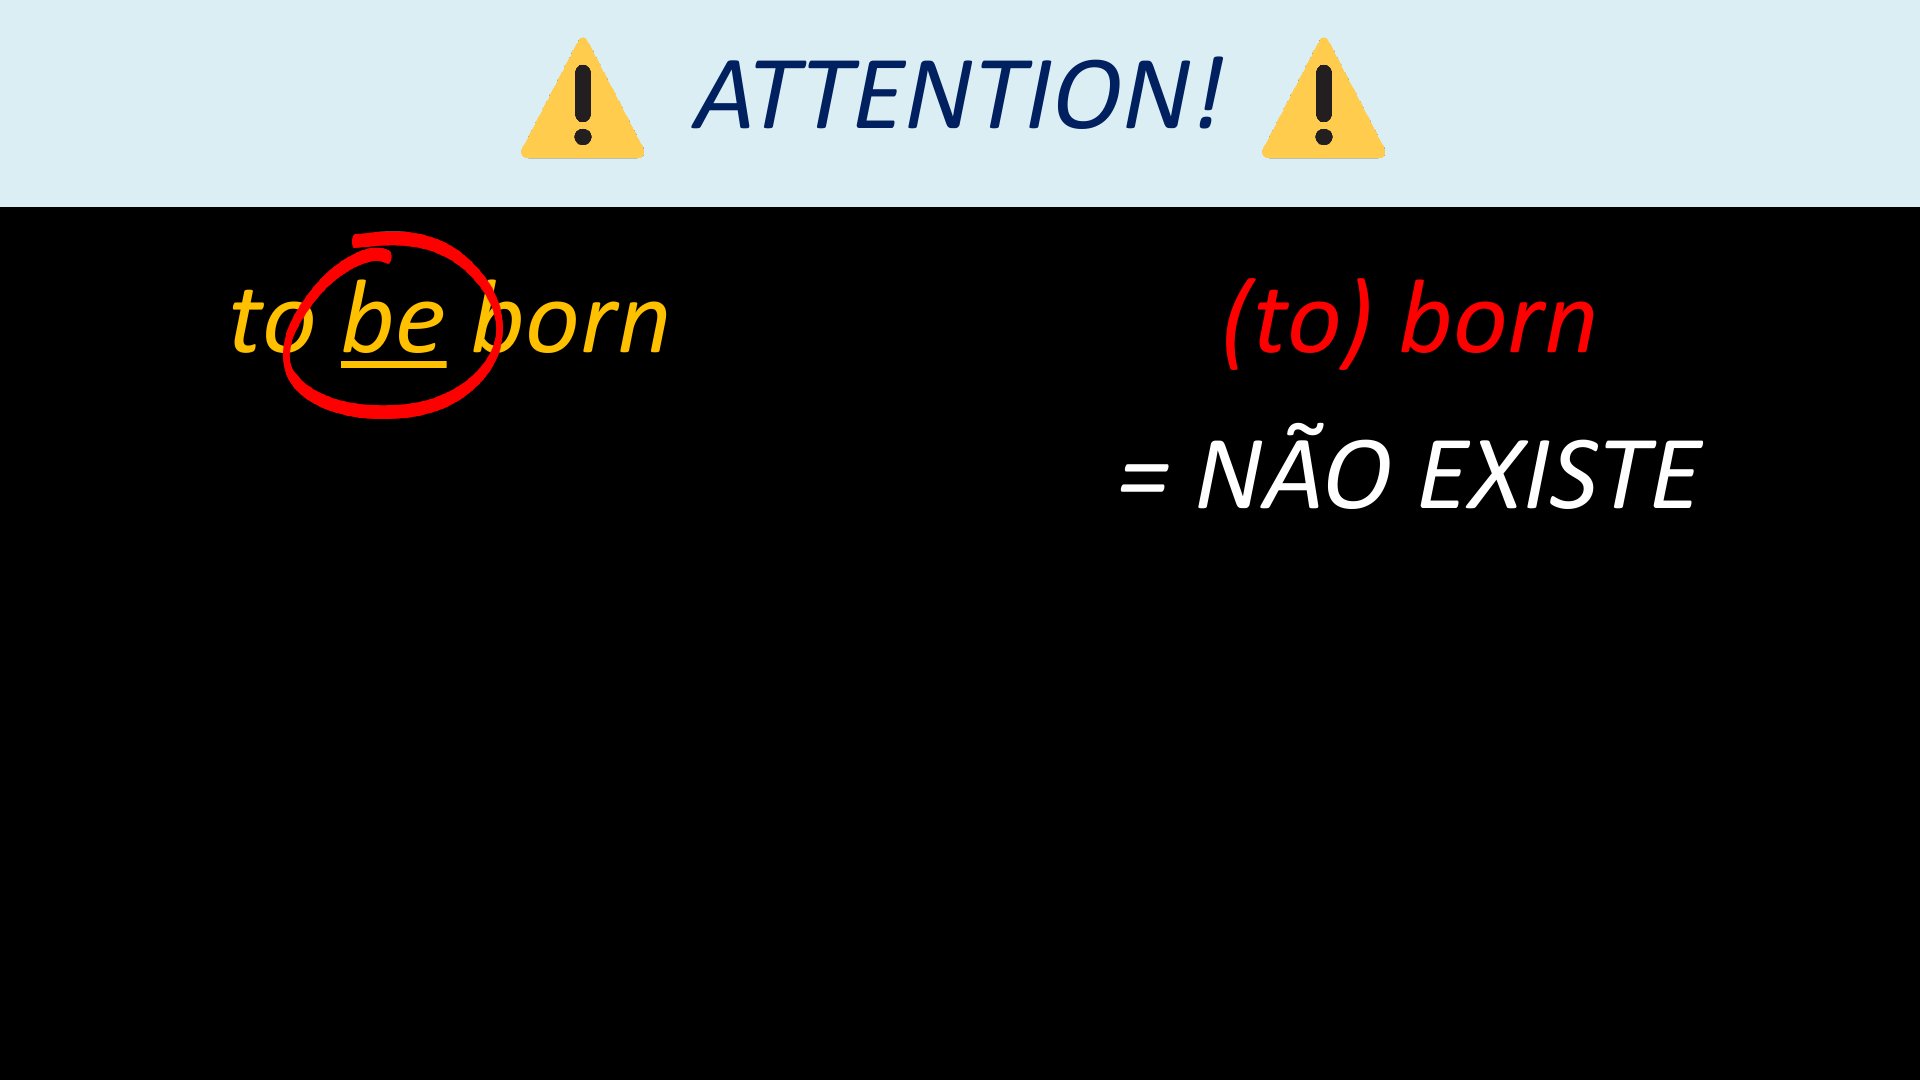 ATTENTION!
to be born
(to) born
= NÃO EXISTE